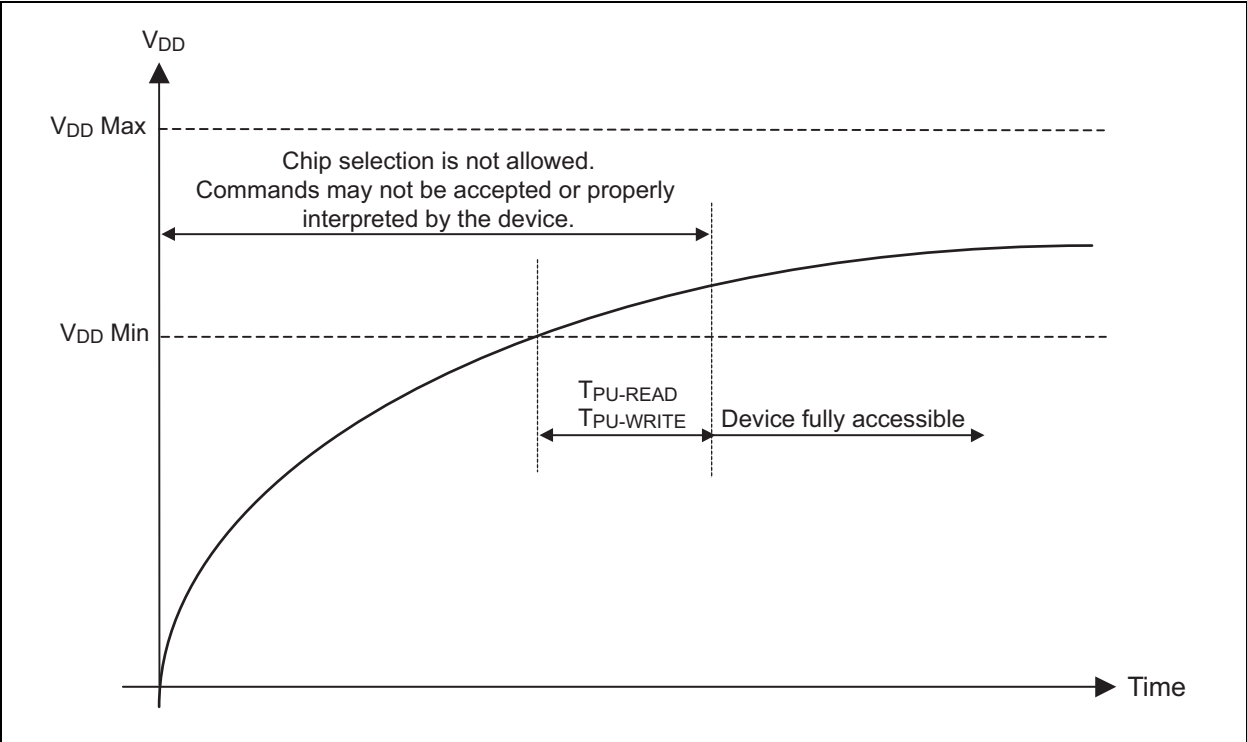 VDD
VDD Max
Chip selection is not allowed.
Commands may not be accepted or properly
interpreted by the device.
VDD Min
TPU-READ
TPU-WRITE
Device fully accessible
Time